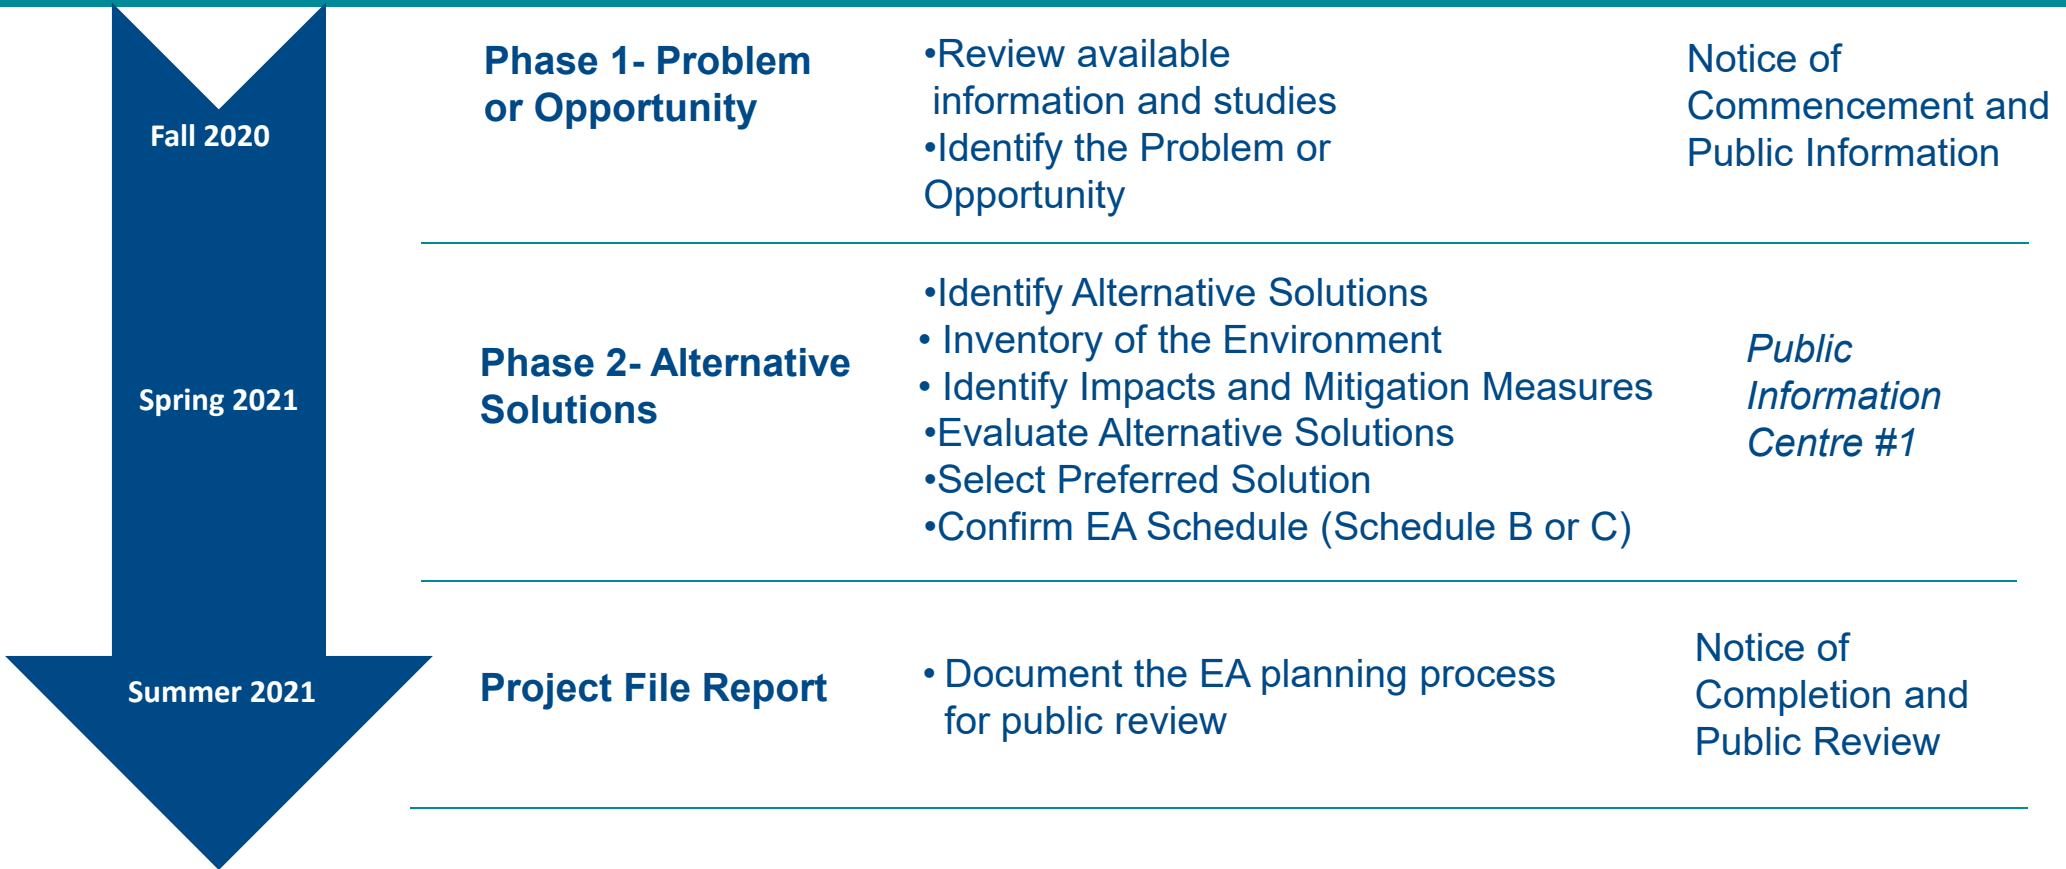 Fall 2020
Phase 1- Problem
or Opportunity
•Review available
information and studies
•Identify the Problem or
Opportunity
Notice of
Commencement and
Public Information
Spring 2021
Phase 2- Alternative
Solutions
•Identify Alternative Solutions
• Inventory of the Environment
• Identify Impacts and Mitigation Measures
•Evaluate Alternative Solutions
•Select Preferred Solution
•Confirm EA Schedule (Schedule B or C)
Public
Information
Centre #1
Summer 2021
Project File Report
• Document the EA planning process
for public review
Notice of
Completion and
Public Review